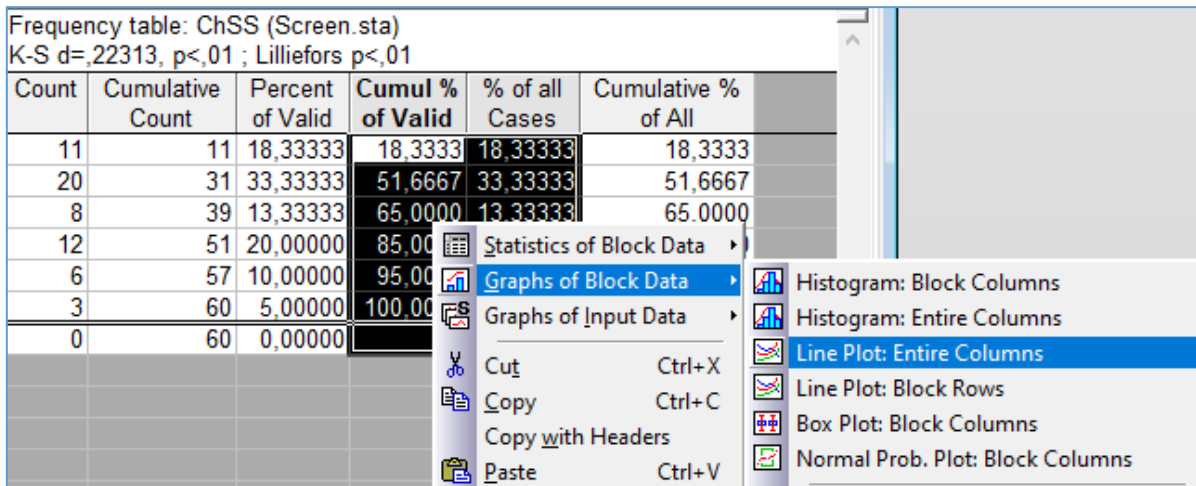 Frequency table: ChSS (Screen.sta)
K-S d=,22313, p<,01 ; Lilliefors p<,01
Count Cumulative Count Percent of Valid Cumul % of Valid % of all Cases Cumulative % of All
11 11 18,33333 18,3333 18,33333 18,3333
20 31 33,33333 51,6667 33,33333 51,6667
8 39 13,33333 65,0000 13,33333 65,0000
12 51 20,00000 85,00
6 57 10,00000 95,00
3 60 5,00000 100,00
0 60 0,00000
Statistics of Block Data
Graphs of Block Data
Graphs of Input Data
Cut Ctrl+X
Copy Ctrl+C
Copy with Headers
Paste Ctrl+V
Histogram: Block Columns
Histogram: Entire Columns
Line Plot: Entire Columns
Line Plot: Block Rows
Box Plot: Block Columns
Normal Prob. Plot: Block Columns